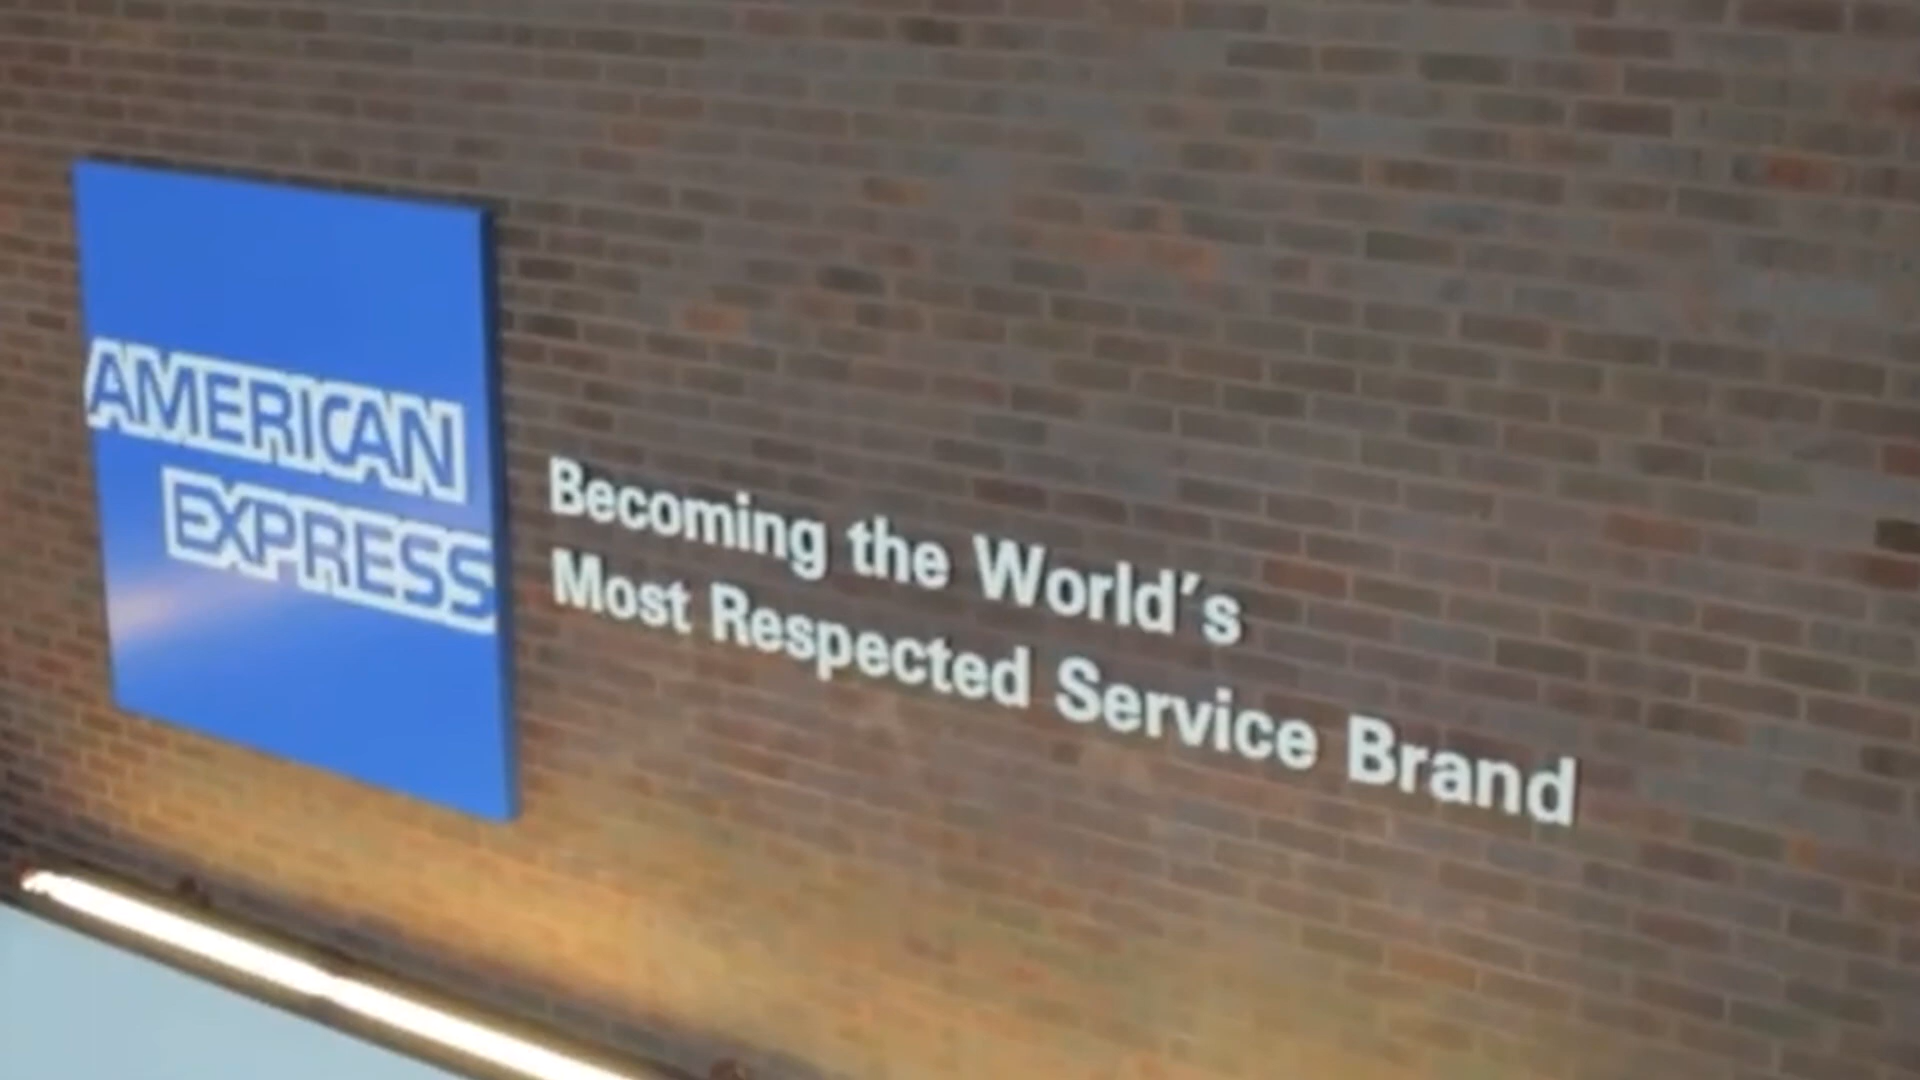 AMERICAN
EXPRESS
Becoming the World's
Most Respected Service Brand